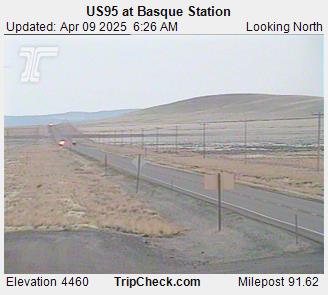 US95 at Basque Station
Updated: Apr 09 2025 6:26 AM Looking North
Elevation 4460 TripCheck.com Milepost 91.62